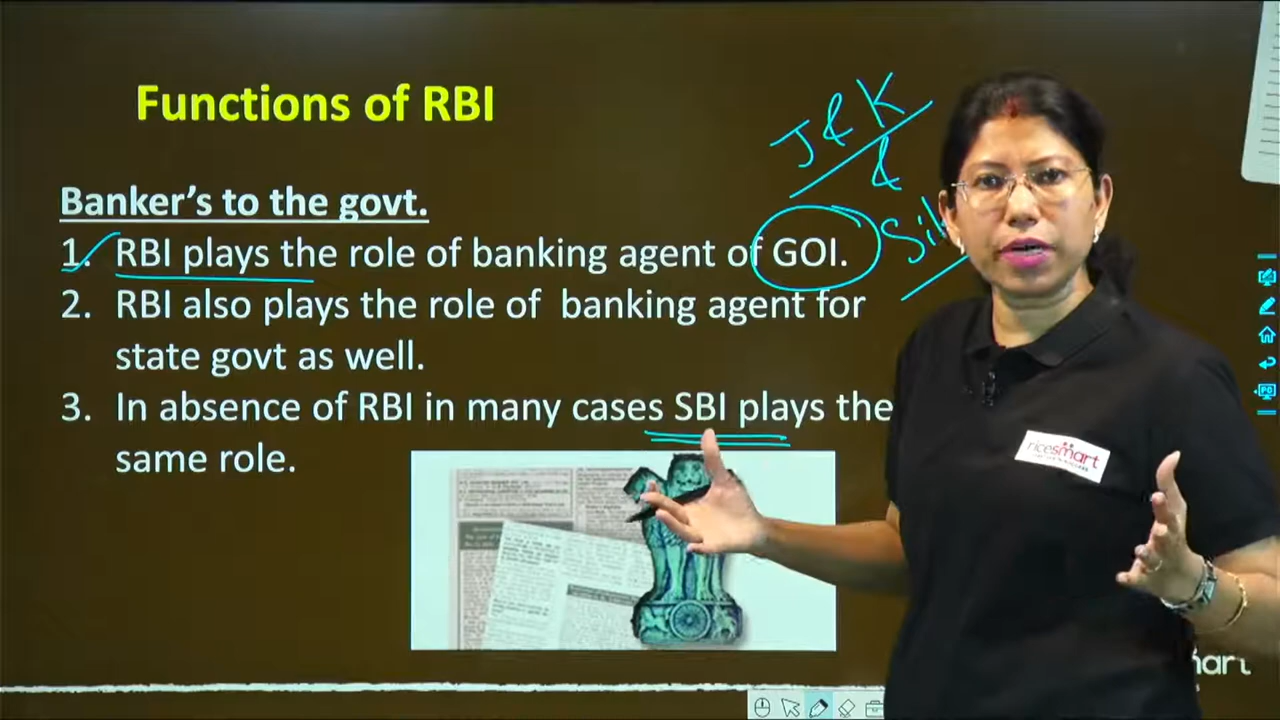 Functions of RBI
J & K
&
Banker's to the govt.
1. RBI plays the role of banking agent of GOI.
2. RBI also plays the role of banking agent for
state govt as well.
3. In absence of RBI in many cases SBI plays the
same role.
ricesmart